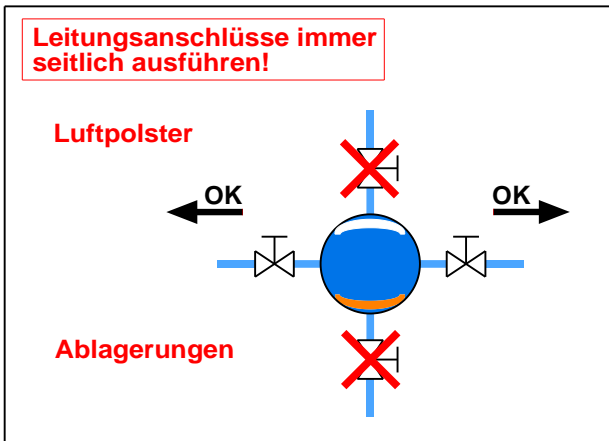 Leitungsanschlüsse immer
seitlich ausführen!
Luftpolster
OK
OK
Ablagerungen